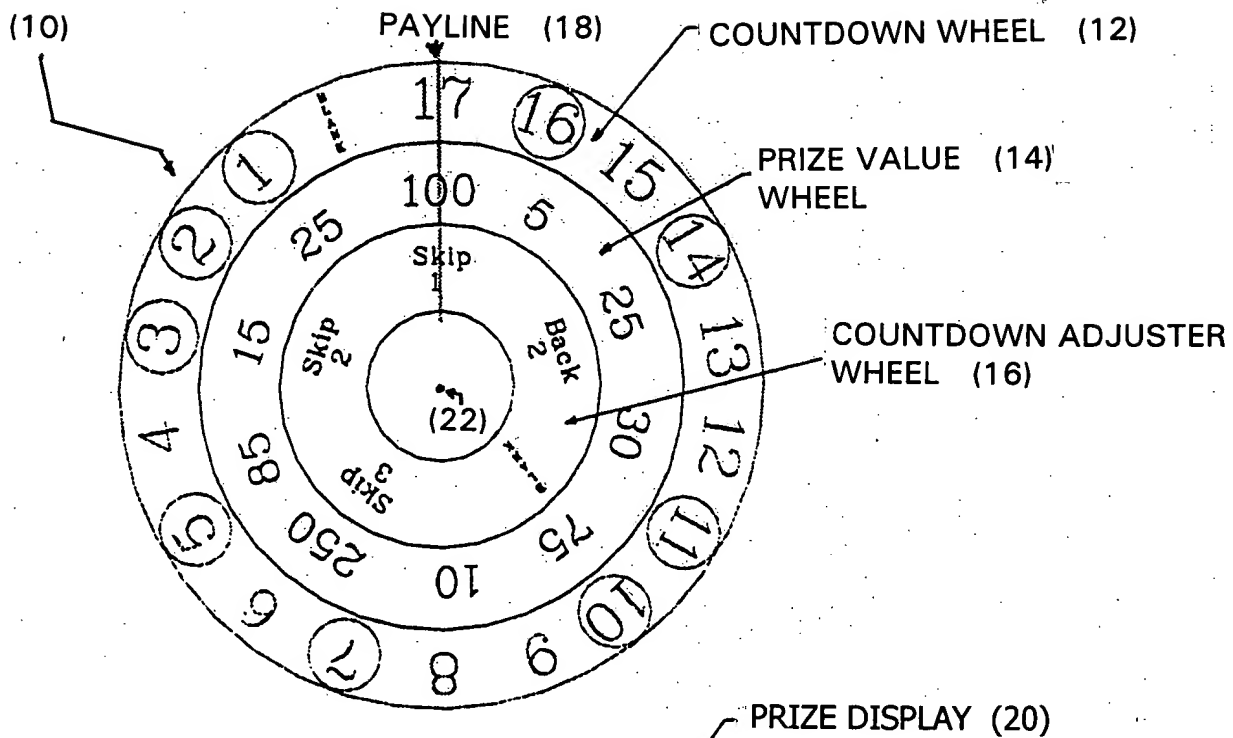 (10)
PAYLINE (18)
COUNTDOWN WHEEL (12)
PRIZE VALUE (14)
WHEEL
COUNTDOWN ADJUSTER
WHEEL (16)
17
16
15
14
13
12
11
10
9
8
7
6
5
4
3
2
1
BLANK
100
5
25
30
75
10
250
85
15
25
Skip
1
Back
2
BLANK
Skip
3
Skip
2
(22)
PRIZE DISPLAY (20)